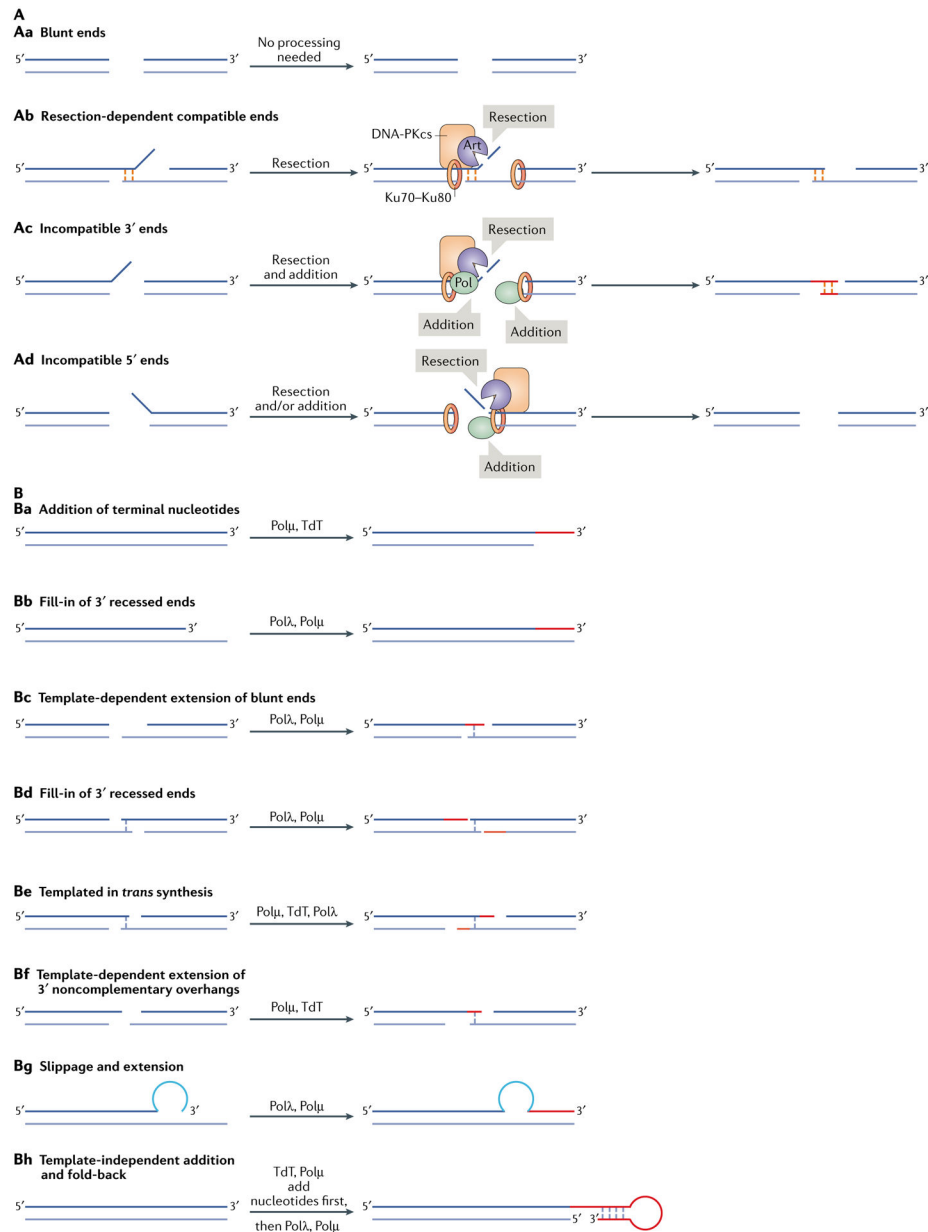 A
Aa Blunt ends
5′ 3′ No processing needed 5′ 3′
Ab Resection-dependent compatible ends
DNA-PKcs Art Resection
5′ 3′ Resection 5′ 3′ 5′ 3′
Ku70–Ku80
Ac Incompatible 3′ ends
Resection
5′ 3′ Resection and addition 5′ Pol 3′ 5′ 3′
Addition Addition
Ad Incompatible 5′ ends
Resection
5′ 3′ Resection and/or addition 5′ 3′ 5′ 3′
Addition
B
Ba Addition of terminal nucleotides
5′ 3′ Polμ, TdT 5′ 3′
Bb Fill-in of 3′ recessed ends
5′ 3′ Polλ, Polμ 5′ 3′
Bc Template-dependent extension of blunt ends
5′ 3′ Polλ, Polμ 5′ 3′
Bd Fill-in of 3′ recessed ends
5′ 3′ Polλ, Polμ 5′ 3′
Be Templated in trans synthesis
5′ 3′ Polμ, TdT, Polλ 5′ 3′
Bf Template-dependent extension of
3′ noncomplementary overhangs
5′ 3′ Polμ, TdT 5′ 3′
Bg Slippage and extension
5′ 3′ Polλ, Polμ 5′ 3′
Bh Template-independent addition
and fold-back
TdT, Polμ
add
nucleotides first,
then Polλ, Polμ
5′ 3′ 5′ 5′ 3′